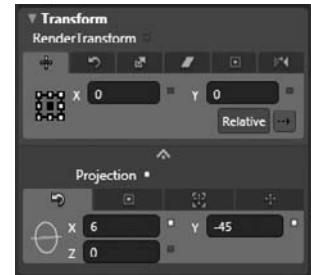 Transform
RenderTransform
X 0 Y 0
Relative
Projection
X 6 Y -45
Z 0